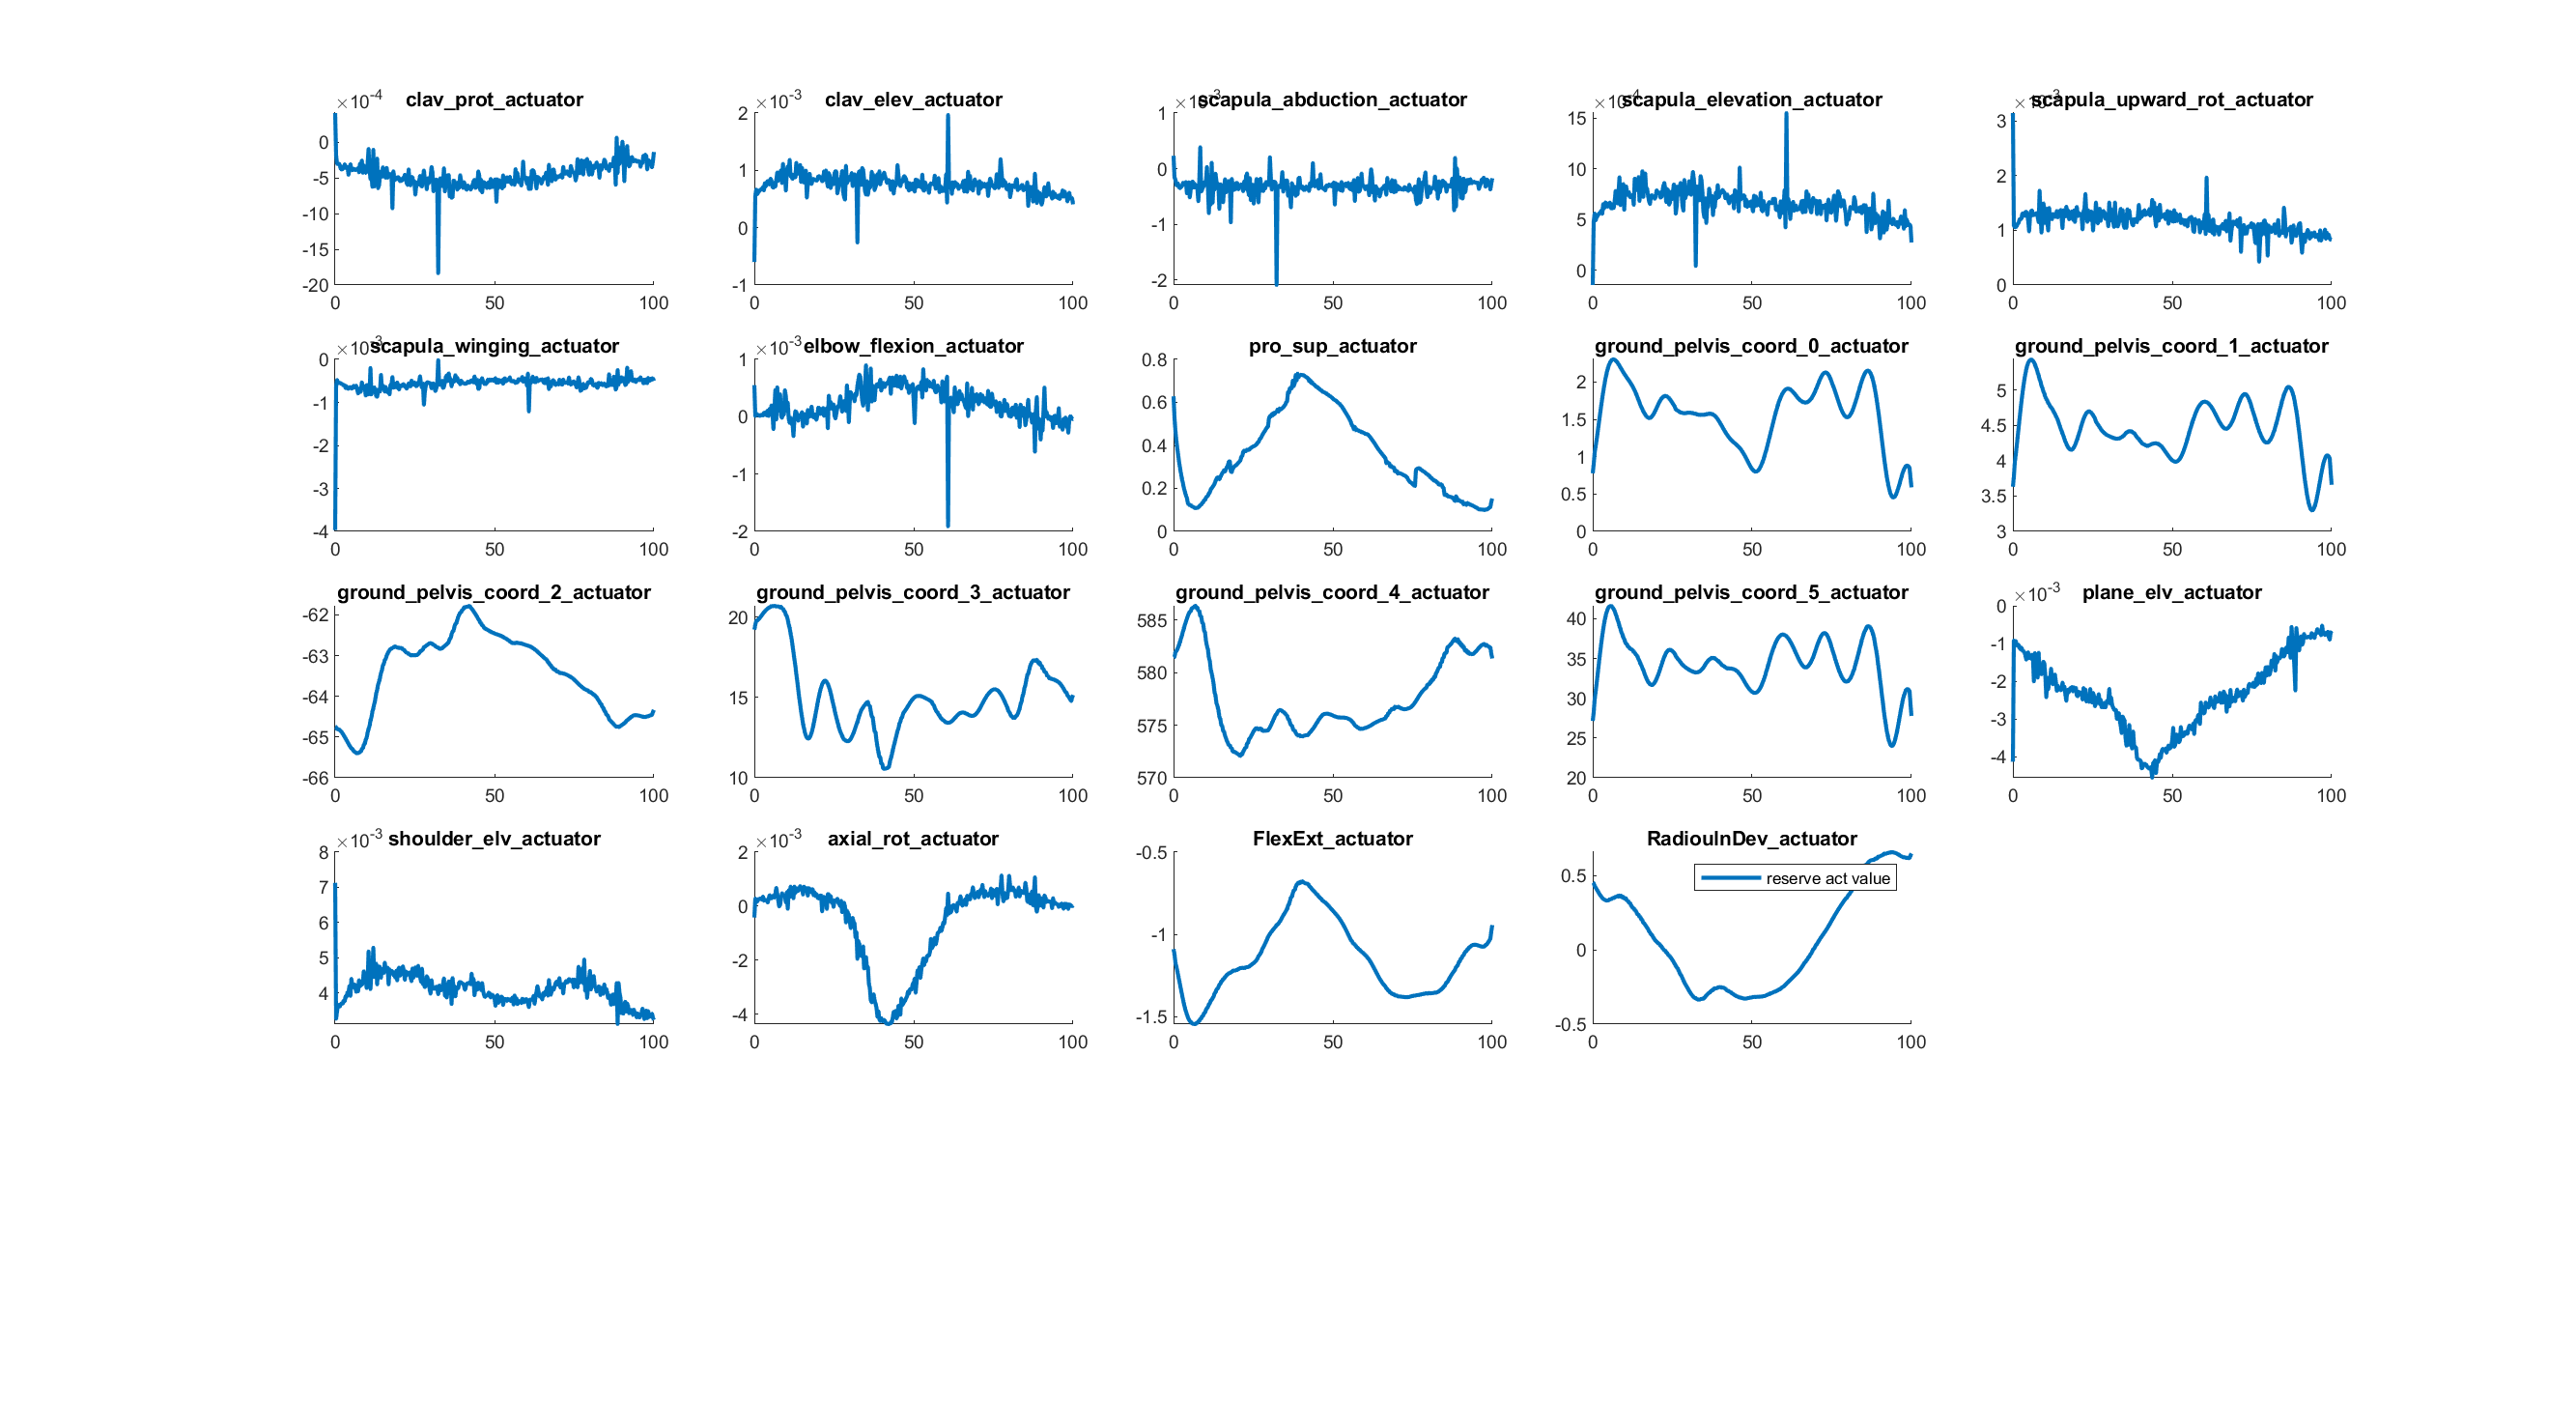 clav_prot_actuator
×10-4
0
-5
-10
-15
-20
0 50 100
clav_elev_actuator
×10-3
2
1
0
-1
0 50 100
scapula_abduction_actuator
×10-3
1
0
-1
-2
0 50 100
scapula_elevation_actuator
×10-4
15
10
5
0
0 50 100
scapula_upward_rot_actuator
×10-3
3
2
1
0
0 50 100
scapula_winging_actuator
×10-3
0
-1
-2
-3
-4
0 50 100
elbow_flexion_actuator
×10-3
1
0
-1
-2
0 50 100
pro_sup_actuator
0.8
0.6
0.4
0.2
0
0 50 100
ground_pelvis_coord_0_actuator
2
1.5
1
0.5
0
0 50 100
ground_pelvis_coord_1_actuator
5
4.5
4
3.5
3
0 50 100
ground_pelvis_coord_2_actuator
-62
-63
-64
-65
-66
0 50 100
ground_pelvis_coord_3_actuator
20
15
10
0 50 100
ground_pelvis_coord_4_actuator
585
580
575
570
0 50 100
ground_pelvis_coord_5_actuator
40
35
30
25
20
0 50 100
plane_elv_actuator
×10-3
0
-1
-2
-3
-4
0 50 100
shoulder_elv_actuator
×10-3
8
7
6
5
4
0 50 100
axial_rot_actuator
×10-3
2
0
-2
-4
0 50 100
FlexExt_actuator
-0.5
-1
-1.5
0 50 100
RadioulnDev_actuator
reserve act value
0.5
0
-0.5
0 50 100